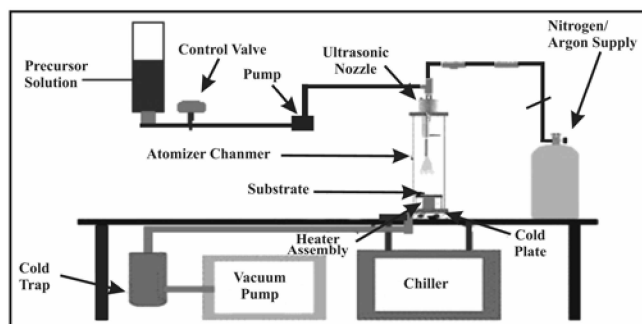 Precursor
Solution
Control Valve
Pump
Ultrasonic
Nozzle
Nitrogen/
Argon Supply
Atomizer Chanmer
Substrate
Heater
Assembly
Cold
Plate
Cold
Trap
Vacuum
Pump
Chiller